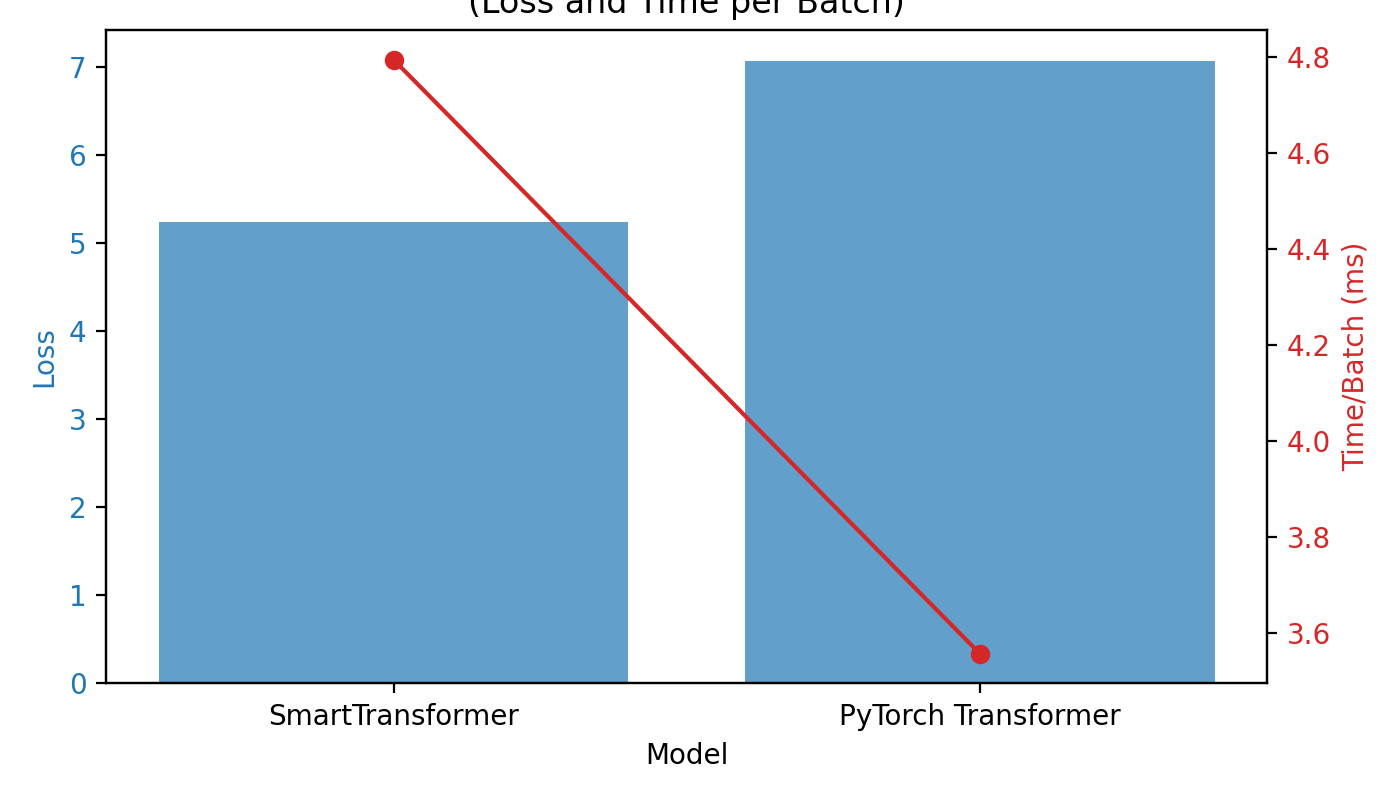 (Loss and Time per Batch)
7
6
5
4
3
2
1
0
Loss
4.8
4.6
4.4
4.2
4.0
3.8
3.6
Time/Batch (ms)
SmartTransformer
PyTorch Transformer
Model